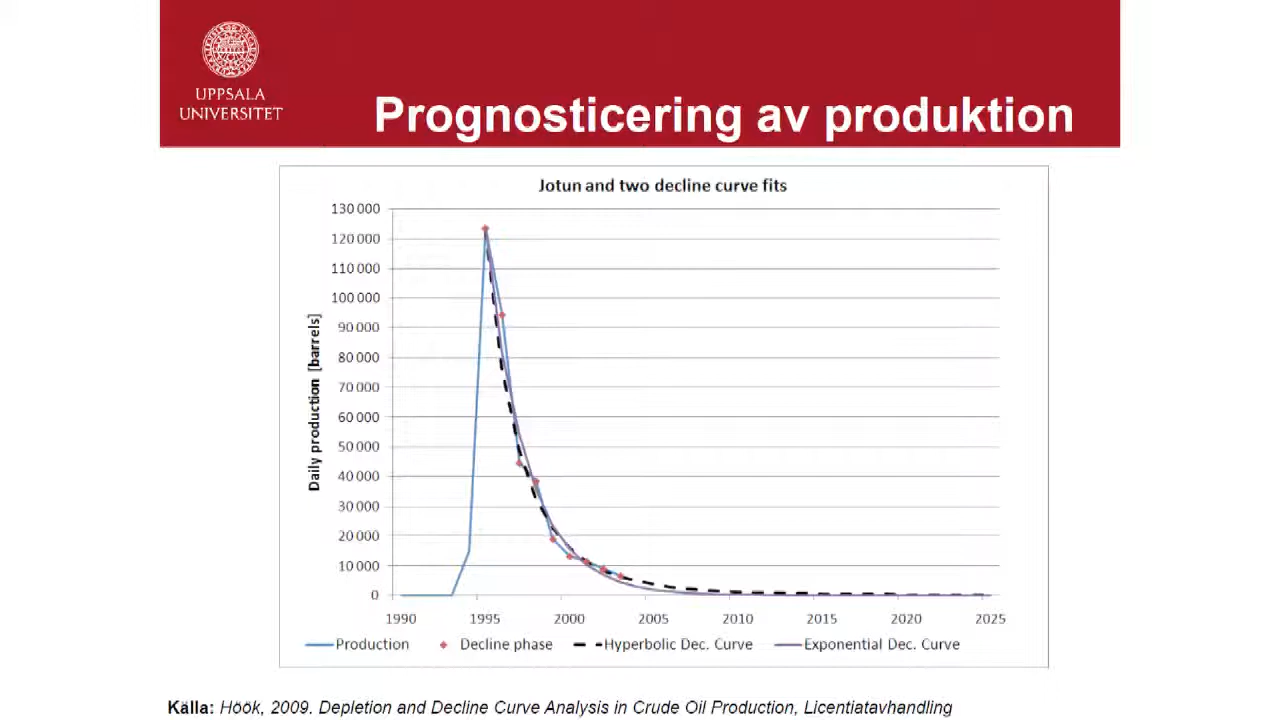 UPPSALA
UNIVERSITET
Prognosticering av produktion
Jotun and two decline curve fits
130 000
120 000
110 000
100 000
90 000
80 000
70 000
60 000
50 000
40 000
30 000
20 000
10 000
0
Daily production [barrels]
1990 1995 2000 2005 2010 2015 2020 2025
Production Decline phase Hyperbolic Dec. Curve Exponential Dec. Curve
Källa: Höök, 2009. Depletion and Decline Curve Analysis in Crude Oil Production, Licentiatavhandling